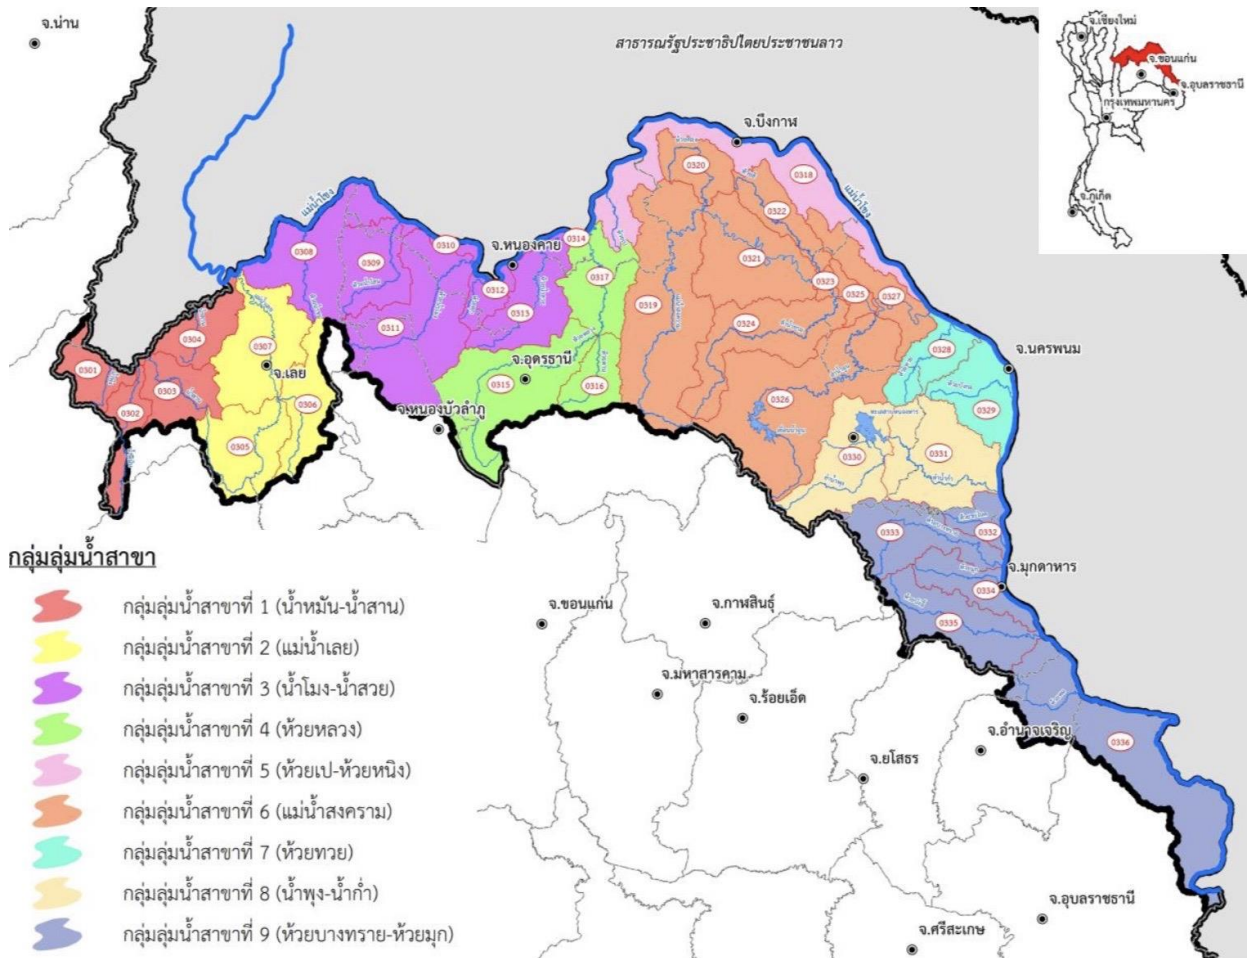 จ.น่าน
สาธารณรัฐประชาธิปไตยประชาชนลาว
จ.เชียงใหม่
จ.ขอนแก่น
จ.อุบลราชธานี
กรุงเทพมหานคร
จ.ภูเก็ต
จ.บึงกาฬ
0320
0318
แม่น้ำโขง
แม่น้ำโขง
0322
0308
0310
0314
จ.หนองคาย
0309
0321
0317
0312
0323
0325
0327
0319
0313
0311
0324
0304
0307
0328
จ.นครพนม
0301
จ.เลย
จ.อุดรธานี
0315
0316
0303
0302
0306
0326
0329
จ.หนองบัวลำภู
0305
0330
0331
0333
0332
จ.มุกดาหาร
0334
0335
จ.ขอนแก่น
จ.กาฬสินธุ์
จ.มหาสารคาม
จ.ร้อยเอ็ด
จ.อำนาจเจริญ
0336
จ.ยโสธร
จ.อุบลราชธานี
จ.ศรีสะเกษ
กลุ่มลุ่มน้ำสาขา
กลุ่มลุ่มน้ำสาขาที่ 1 (น้ำหมัน-น้ำสาน)
กลุ่มลุ่มน้ำสาขาที่ 2 (แม่น้ำเลย)
กลุ่มลุ่มน้ำสาขาที่ 3 (น้ำโมง-น้ำสวย)
กลุ่มลุ่มน้ำสาขาที่ 4 (ห้วยหลวง)
กลุ่มลุ่มน้ำสาขาที่ 5 (ห้วยเป-ห้วยหนิง)
กลุ่มลุ่มน้ำสาขาที่ 6 (แม่น้ำสงคราม)
กลุ่มลุ่มน้ำสาขาที่ 7 (ห้วยทวย)
กลุ่มลุ่มน้ำสาขาที่ 8 (น้ำพุง-น้ำก่ำ)
กลุ่มลุ่มน้ำสาขาที่ 9 (ห้วยบางทราย-ห้วยมุก)